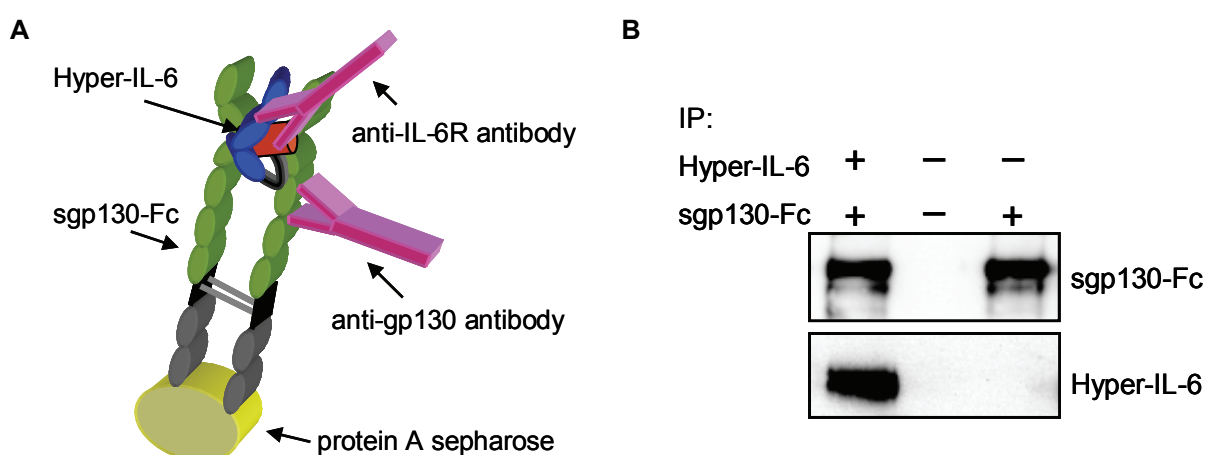 A
Hyper-IL-6
anti-IL-6R antibody
sgp130-Fc
anti-gp130 antibody
protein A sepharose
B
IP:
Hyper-IL-6 + − −
sgp130-Fc + − +
sgp130-Fc
Hyper-IL-6